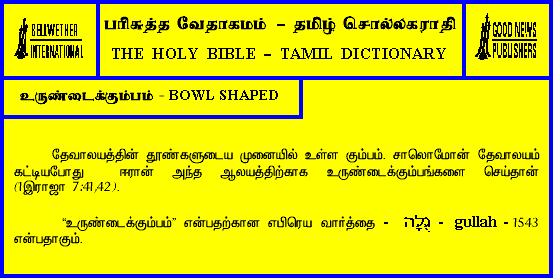 BELLWETHER
INTERNATIONAL
பரிசுத்த வேதாகமம் – தமிழ் சொல்லகராதி
THE HOLY BIBLE – TAMIL DICTIONARY
GOOD NEWS
PUBLISHERS
உருண்டைக்கும்பம் - BOWL SHAPED
தேவாலயத்தின் தூண்களுடைய முனையில் உள்ள கும்பம். சாலொமோன் தேவாலயம்
கட்டியபோது ஈரான் அந்த ஆலயத்திற்காக உருண்டைக்கும்பங்களை செய்தான்
(1இராஜா 7:41,42).
“உருண்டைக்கும்பம்” என்பதற்கான எபிரெய வார்த்தை - גֻּלָּה - gullah - 1543
என்பதாகும்.